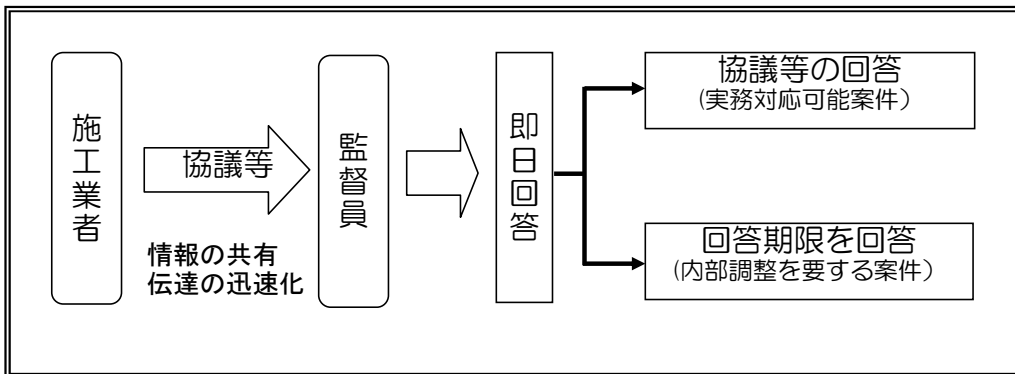 施工業者
協議等
情報の共有
伝達の迅速化
監督員
即日回答
協議等の回答
(実務対応可能案件)
回答期限を回答
(内部調整を要する案件)